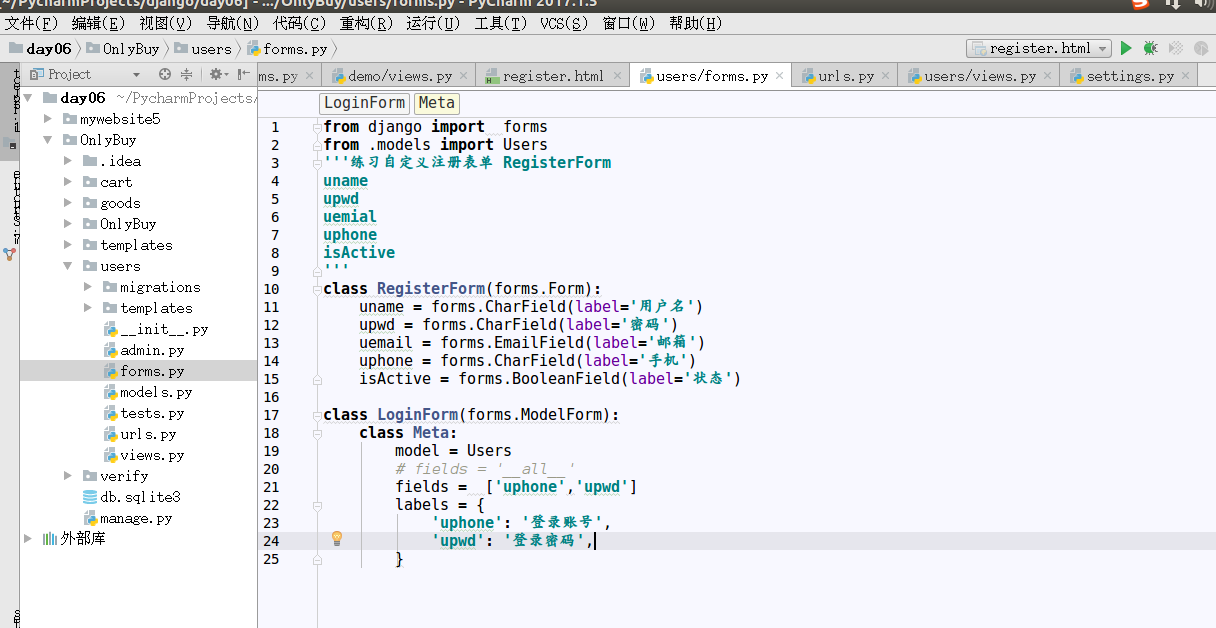 [~/PycharmProjects/django/day06] - .../OnlyBuy/users/forms.py - PyCharm 2017.1.5
文件(F) 编辑(E) 视图(V) 导航(N) 代码(C) 重构(R) 运行(U) 工具(T) VCS(S) 窗口(W) 帮助(H)
day06 OnlyBuy users forms.py register.html
Project ms.py demo/views.py register.html users/forms.py urls.py users/views.py settings.py
day06 ~/PycharmProjects/
mywebsite5
OnlyBuy
.idea
cart
goods
OnlyBuy
templates
users
migrations
templates
__init__.py
admin.py
forms.py
models.py
tests.py
urls.py
views.py
verify
db.sqlite3
manage.py
外部库
LoginForm Meta
1 from django import  forms
2 from .models import Users
3 '''练习自定义注册表单 RegisterForm
4 uname
5 upwd
6 uemial
7 uphone
8 isActive
9 '''
10 class RegisterForm(forms.Form):
11     uname = forms.CharField(label='用户名')
12     upwd = forms.CharField(label='密码')
13     uemail = forms.EmailField(label='邮箱')
14     uphone = forms.CharField(label='手机')
15     isActive = forms.BooleanField(label='状态')
16
17 class LoginForm(forms.ModelForm):
18     class Meta:
19         model = Users
20         # fields = '__all__'
21         fields =  ['uphone','upwd']
22         labels = {
23             'uphone': '登录账号',
24             'upwd': '登录密码',
25         }